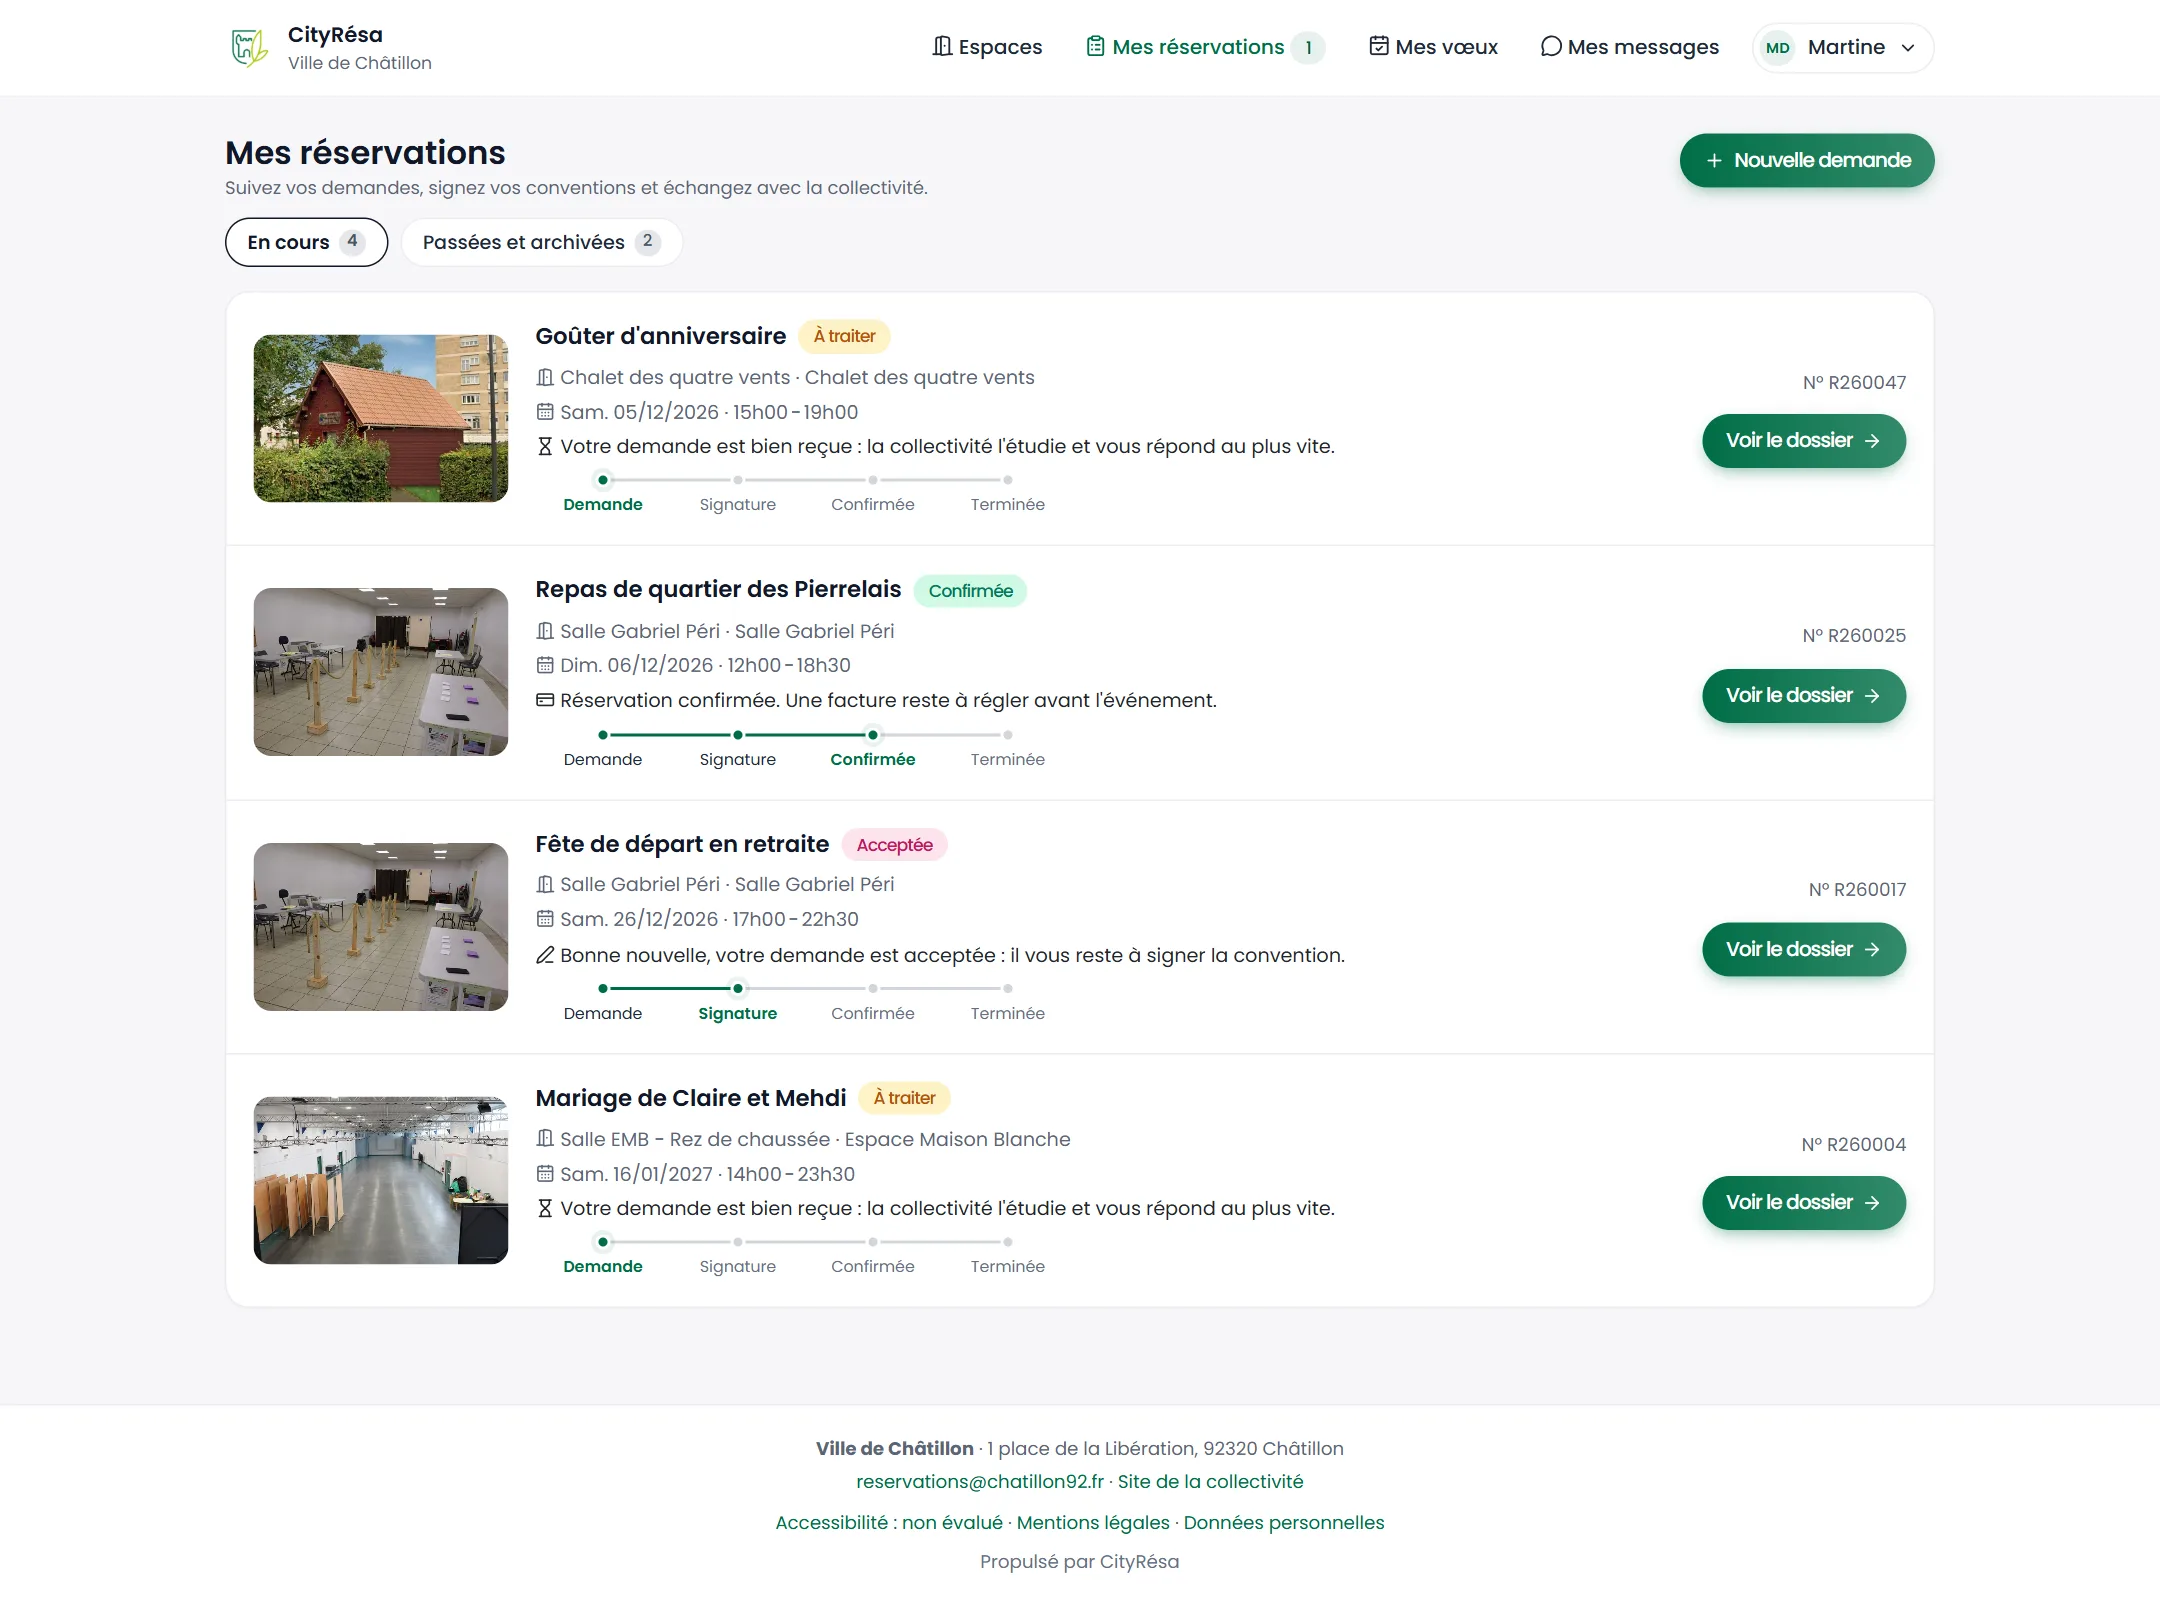 CityRésa
Ville de Châtillon
Espaces
Mes réservations 1
Mes vœux
Mes messages
MD Martine
Mes réservations
Suivez vos demandes, signez vos conventions et échangez avec la collectivité.
+ Nouvelle demande
En cours 4
Passées et archivées 2
Goûter d'anniversaire À traiter
Chalet des quatre vents · Chalet des quatre vents
Sam. 05/12/2026 · 15h00 – 19h00
Votre demande est bien reçue : la collectivité l'étudie et vous répond au plus vite.
Demande Signature Confirmée Terminée
N° R260047
Voir le dossier →
Repas de quartier des Pierrelais Confirmée
Salle Gabriel Péri · Salle Gabriel Péri
Dim. 06/12/2026 · 12h00 – 18h30
Réservation confirmée. Une facture reste à régler avant l'événement.
Demande Signature Confirmée Terminée
N° R260025
Voir le dossier →
Fête de départ en retraite Acceptée
Salle Gabriel Péri · Salle Gabriel Péri
Sam. 26/12/2026 · 17h00 – 22h30
Bonne nouvelle, votre demande est acceptée : il vous reste à signer la convention.
Demande Signature Confirmée Terminée
N° R260017
Voir le dossier →
Mariage de Claire et Mehdi À traiter
Salle EMB - Rez de chaussée · Espace Maison Blanche
Sam. 16/01/2027 · 14h00 – 23h30
Votre demande est bien reçue : la collectivité l'étudie et vous répond au plus vite.
Demande Signature Confirmée Terminée
N° R260004
Voir le dossier →
Ville de Châtillon · 1 place de la Libération, 92320 Châtillon
reservations@chatillon92.fr · Site de la collectivité
Accessibilité : non évalué · Mentions légales · Données personnelles
Propulsé par CityRésa